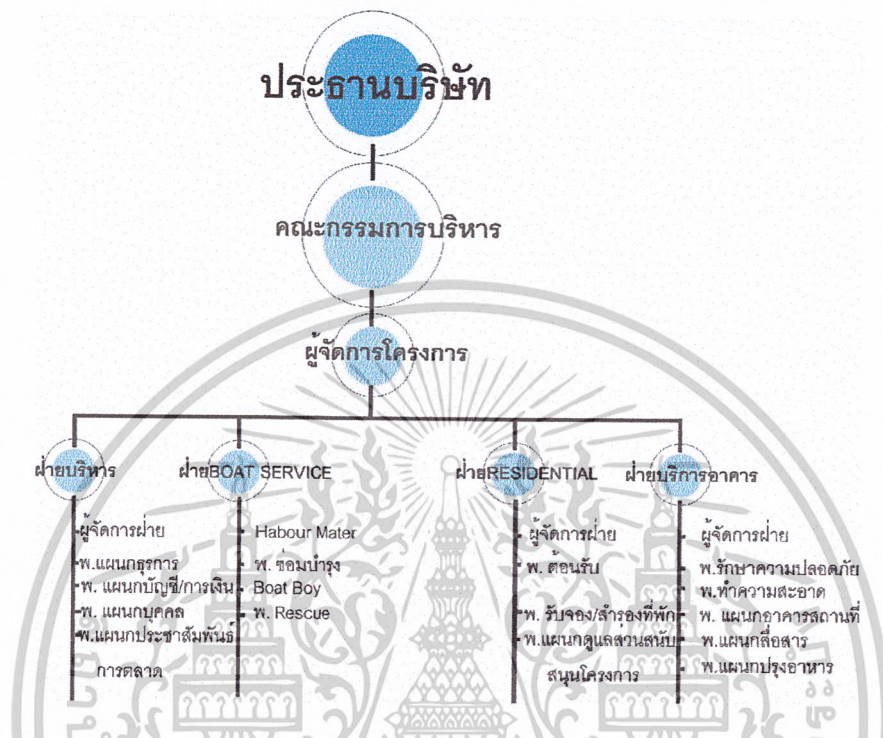 ประธานบริษัท
คณะกรรมการบริหาร
ผู้จัดการโครงการ
ฝ่ายบริหาร
-ผู้จัดการฝ่าย
-พ.แผนกธุรการ
-พ. แผนกบัญชี/การเงิน
-พ. แผนกบุคคล
-พ.แผนกประชาสัมพันธ์
การตลาด
ฝ่ายBOAT SERVICE
- Habour Mater
- พ. ซ่อมบำรุง
- Boat Boy
- พ. Rescue
ฝ่ายRESIDENTIAL
- ผู้จัดการฝ่าย
- พ. ต้อนรับ
-พ. รับจอง/สำรองที่พัก
-พ.แผนกดูแลส่วนสนับ
สนุนโครงการ
ฝ่ายบริการอาคาร
- ผู้จัดการฝ่าย
- พ.รักษาความปลอดภัย
-พ.ทำความสะอาด
- พ. แผนกอาคารสถานที่
- พ.แผนกสื่อสาร
- พ.แผนกปรุงอาหาร